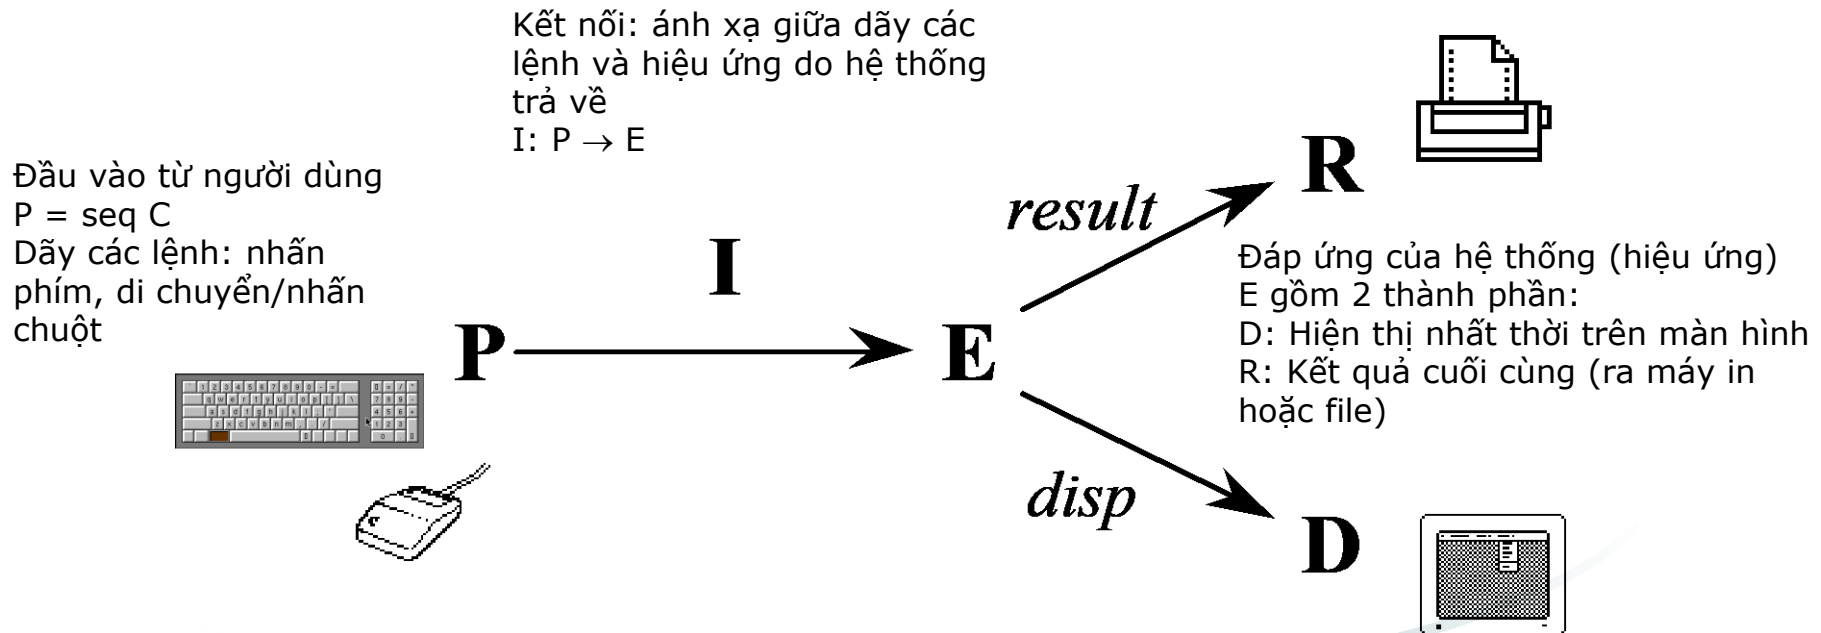 Kết nối: ánh xạ giữa dãy các
lệnh và hiệu ứng do hệ thống
trả về
I: P → E
Đầu vào từ người dùng
P = seq C
Dãy các lệnh: nhấn
phím, di chuyển/nhấn
chuột
P
I
E
result
R
Đáp ứng của hệ thống (hiệu ứng)
E gồm 2 thành phần:
D: Hiện thị nhất thời trên màn hình
R: Kết quả cuối cùng (ra máy in
hoặc file)
disp
D